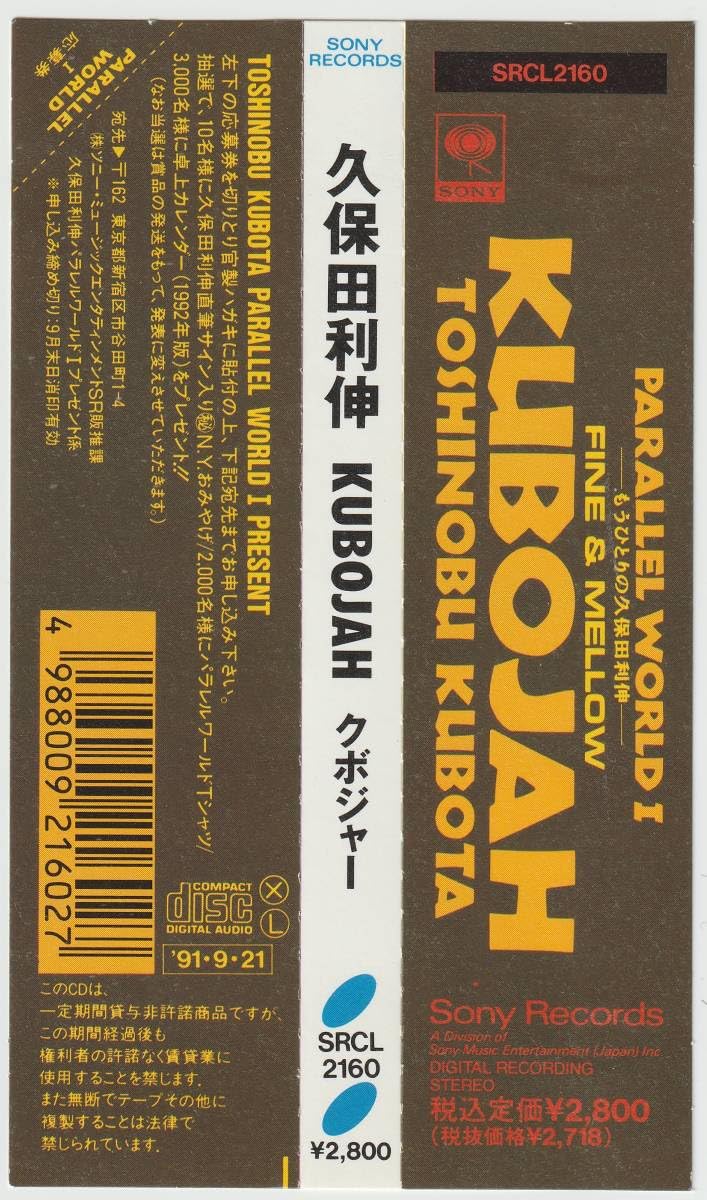 SRCL2160
SONY
PARALLEL WORLD I
——もうひとりの久保田利伸——
FINE & MELLOW
KUBOJAH
TOSHINOBU KUBOTA
Sony Records
A Division of
Sony Music Entertainment (Japan) Inc.
DIGITAL RECORDING
STEREO
税込定価¥2,800
(税抜価格¥2,718)
SONY
RECORDS
久保田利伸 KUBOJAH クボジャー
SRCL
2160
¥2,800
TOSHINOBU KUBOTA PARALLEL WORLD I PRESENT
左下の応募券を切りとり官製ハガキに貼付の上、下記宛先までお申し込み下さい。
抽選で、10名様に久保田利伸直筆サイン入り㊙N.Y.おみやげ/2,000名様にパラレルワールドTシャツ/
3,000名様に卓上カレンダー(1992年版)をプレゼント!!
(なお当選は賞品の発送をもって、発表に変えさせていただきます。)
宛先▶〒162 東京都新宿区市谷田町1-4
㈱ソニー・ミュージックエンタテインメントSR販推課
久保田利伸パラレルワールドIプレゼント係
※申し込み締め切り:9月末日消印有効
PARALLEL
WORLD
I
応募券
4 988009 216027
COMPACT
disc
DIGITAL AUDIO
X
L
'91・9・21
このCDは、
一定期間貸与非許諾商品ですが、
この期間経過後も
権利者の許諾なく賃貸業に
使用することを禁じます.
また無断でテープその他に
複製することは法律で
禁じられています.